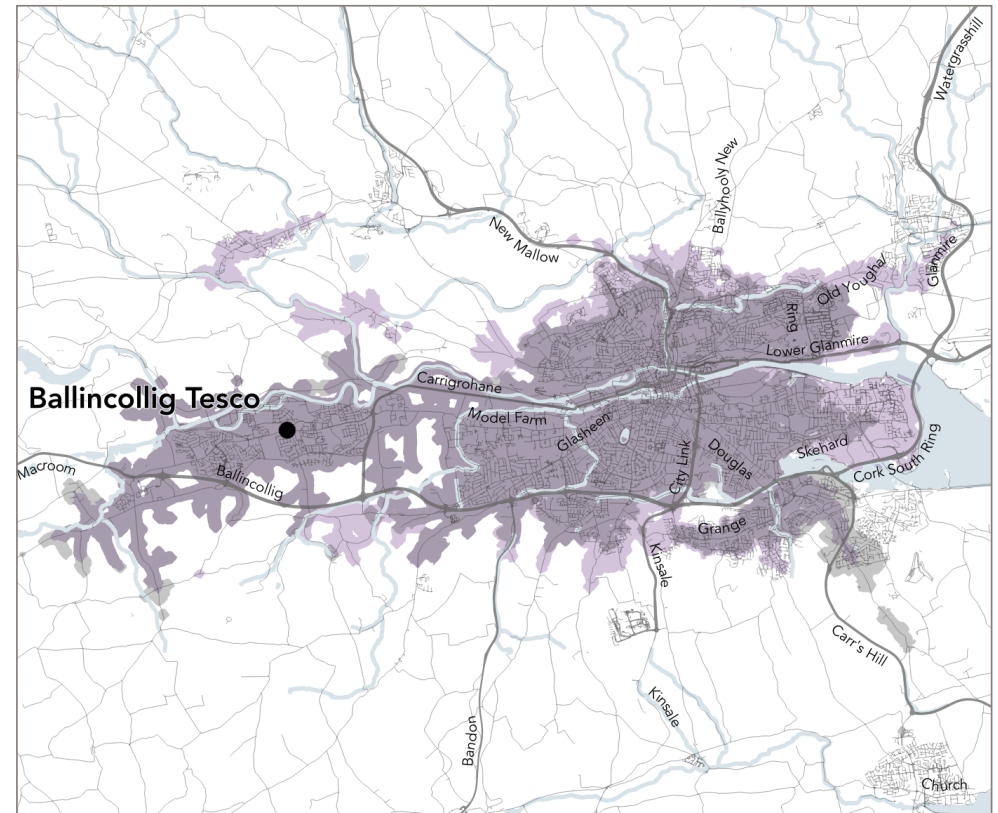 Watergrasshill
Ballyhooly New
New Mallow
Glanmire
Old Youghal
Ring
Lower Glanmire
Carrigrohane
Ballincollig Tesco
Model Farm
Glasheen
Skehard
Douglas
City Link
Cork South Ring
Macroom
Ballincollig
Grange
Kinsale
Carr's Hill
Kinsale
Bandon
Church